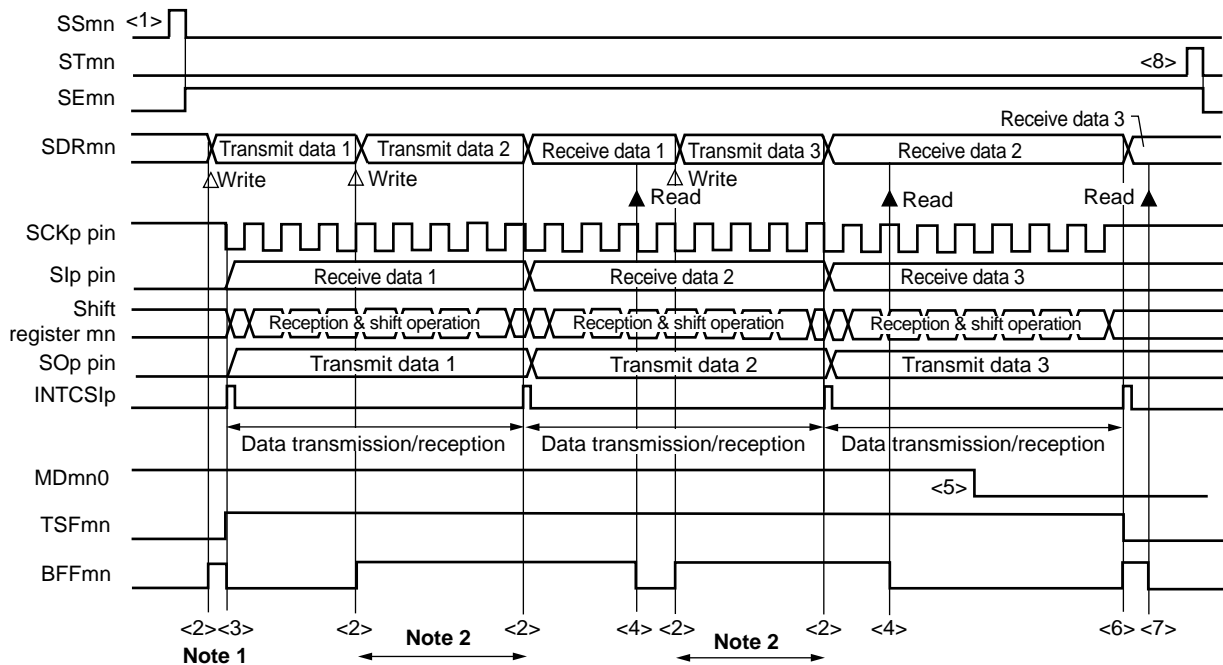 SSmn <1>
STmn <8>
SEmn
Receive data 3
SDRmn Transmit data 1 Transmit data 2 Receive data 1 Transmit data 3 Receive data 2
Write Write Write
Read Read Read
SCKp pin
SIp pin Receive data 1 Receive data 2 Receive data 3
Shift
register mn Reception & shift operation Reception & shift operation Reception & shift operation
SOp pin Transmit data 1 Transmit data 2 Transmit data 3
INTCSIp
Data transmission/reception Data transmission/reception Data transmission/reception
MDmn0 <5>
TSFmn
BFFmn
<2> <3> <2> <2> <4> <2> <2> <4> <6> <7>
Note 1 Note 2 Note 2